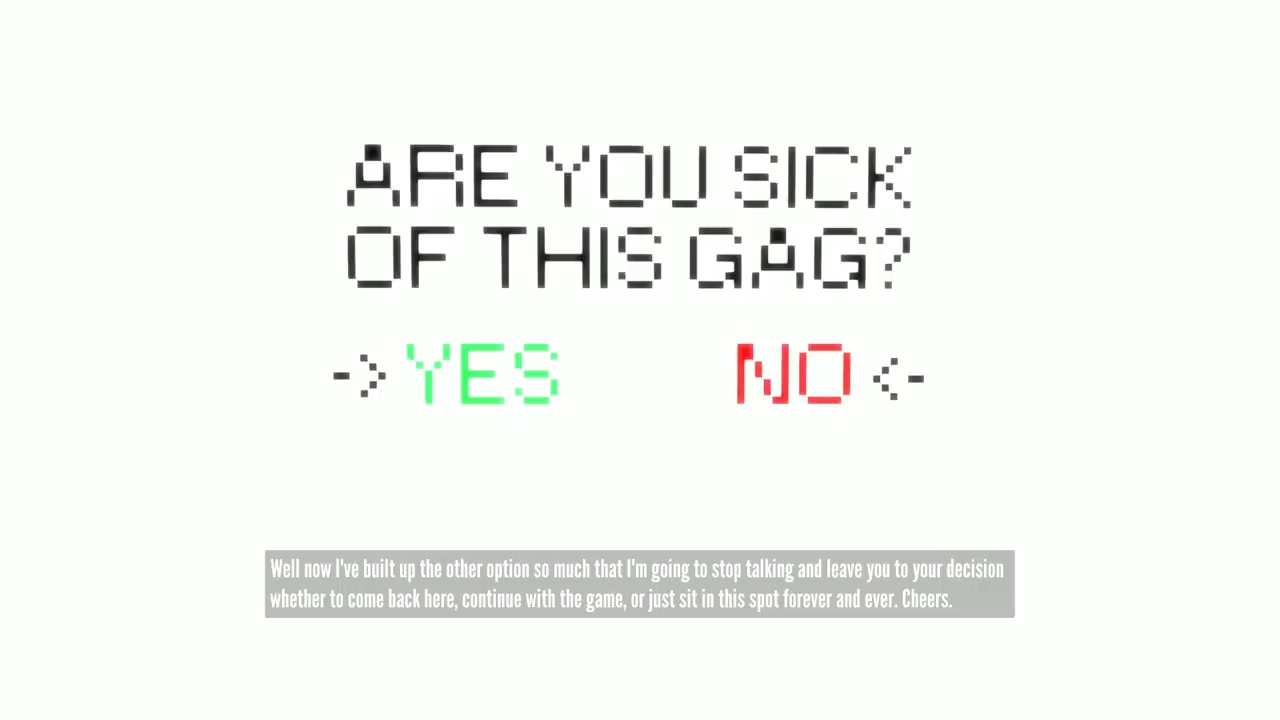 ARE YOU SICK
OF THIS GAG?
-> YES NO <-
Well now I've built up the other option so much that I'm going to stop talking and leave you to your decision
whether to come back here, continue with the game, or just sit in this spot forever and ever. Cheers.